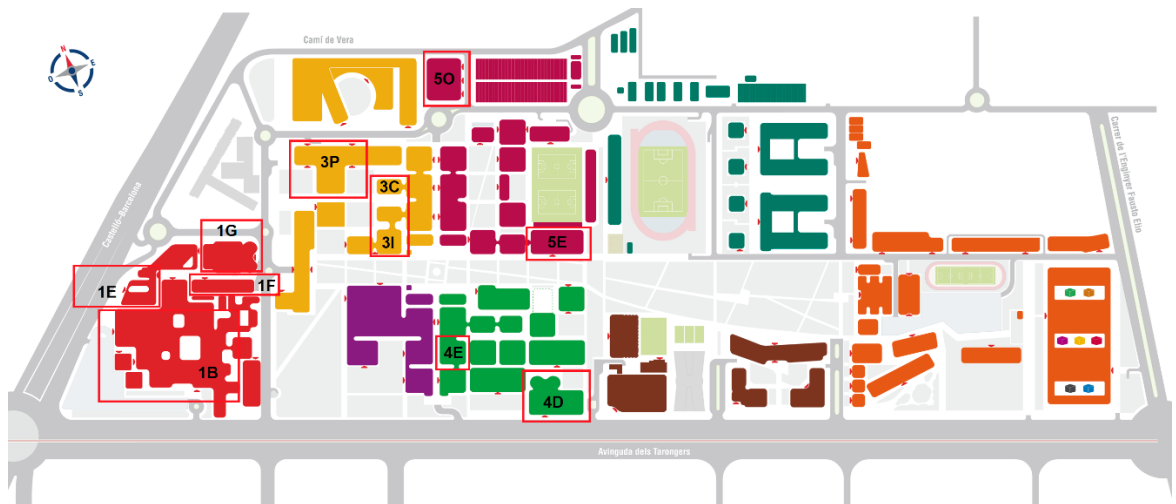 Camí de Vera
N
E
O
S
5O
3P
3C
3I
5E
1G
1E
1F
1B
4E
4D
Castelló-Barcelona
Carrer de l'Enginyer Fausto Elio
Avinguda dels Tarongers